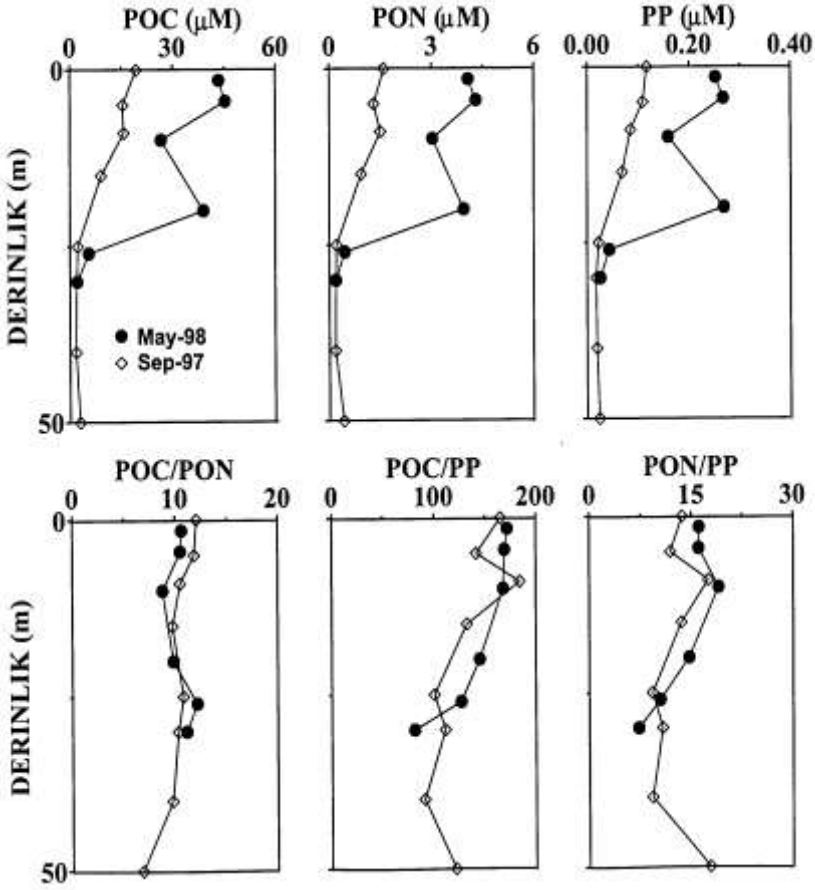 POC (μM) PON (μM) PP (μM)
0 30 60 0 3 6 0.00 0.20 0.40
0
DERINLIK (m)
May-98
Sep-97
50
POC/PON POC/PP PON/PP
0 10 20 0 100 200 0 15 30
0
DERINLIK (m)
50